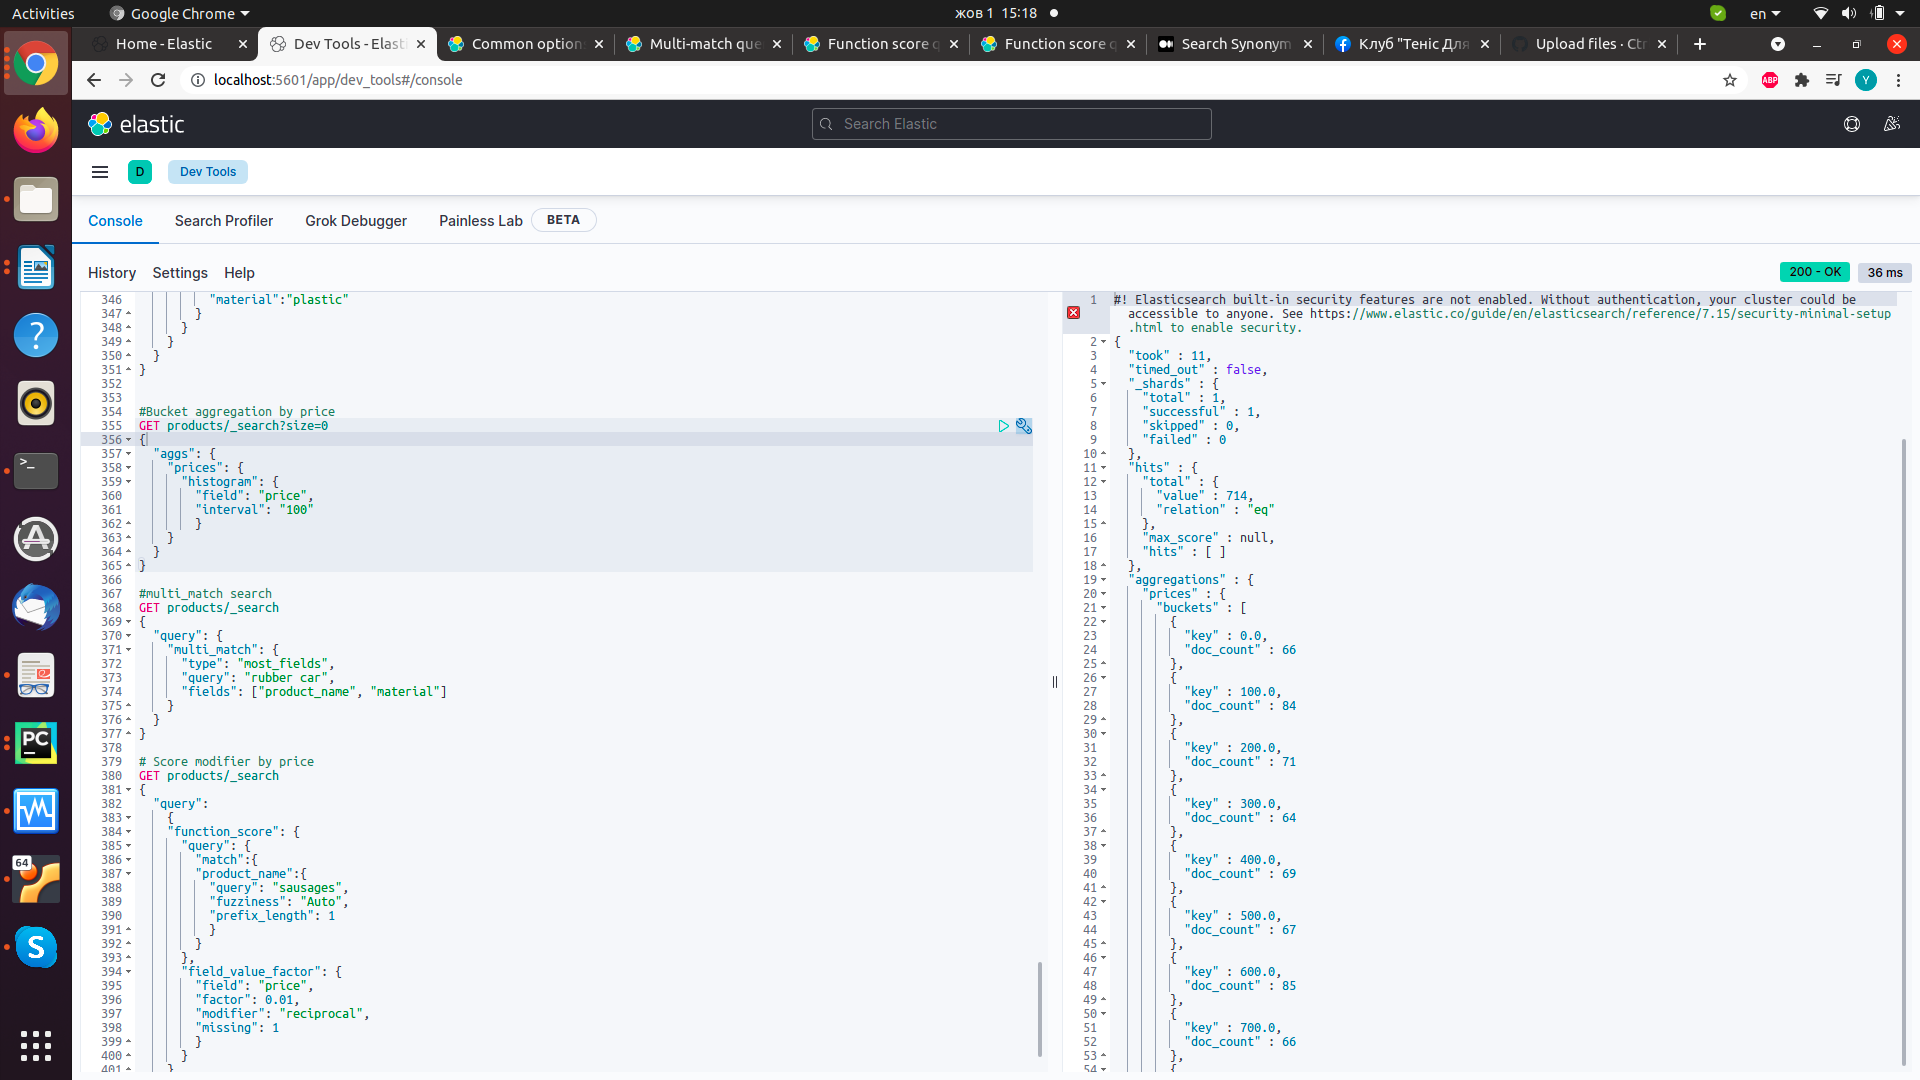 Activities Google Chrome жов 1 15:18 en
Home - Elastic Dev Tools - Elasti Common option Multi-match que Function score q Function score q Search Synonym Клуб "Теніс Для Upload files · Ctr
localhost:5601/app/dev_tools#/console ABP Y
elastic Search Elastic
D Dev Tools
Console Search Profiler Grok Debugger Painless Lab BETA
History Settings Help 200 - OK 36 ms
346 "material":"plastic"
347 }
348 }
349 }
350 }
351 }
352
353
354 #Bucket aggregation by price
355 GET products/_search?size=0
356 {
357 "aggs": {
358 "prices": {
359 "histogram": {
360 "field": "price",
361 "interval": "100"
362 }
363 }
364 }
365 }
366
367 #multi_match search
368 GET products/_search
369 {
370 "query": {
371 "multi_match": {
372 "type": "most_fields",
373 "query": "rubber car",
374 "fields": ["product_name", "material"]
375 }
376 }
377 }
378
379 # Score modifier by price
380 GET products/_search
381 {
382 "query":
383 {
384 "function_score": {
385 "query": {
386 "match":{
387 "product_name":{
388 "query": "sausages",
389 "fuzziness": "Auto",
390 "prefix_length": 1
391 }
392 }
393 },
394 "field_value_factor": {
395 "field": "price",
396 "factor": 0.01,
397 "modifier": "reciprocal",
398 "missing": 1
399 }
400 }
401 }
1 #! Elasticsearch built-in security features are not enabled. Without authentication, your cluster could be
accessible to anyone. See https://www.elastic.co/guide/en/elasticsearch/reference/7.15/security-minimal-setup
.html to enable security.
2 {
3 "took" : 11,
4 "timed_out" : false,
5 "_shards" : {
6 "total" : 1,
7 "successful" : 1,
8 "skipped" : 0,
9 "failed" : 0
10 },
11 "hits" : {
12 "total" : {
13 "value" : 714,
14 "relation" : "eq"
15 },
16 "max_score" : null,
17 "hits" : [ ]
18 },
19 "aggregations" : {
20 "prices" : {
21 "buckets" : [
22 {
23 "key" : 0.0,
24 "doc_count" : 66
25 },
26 {
27 "key" : 100.0,
28 "doc_count" : 84
29 },
30 {
31 "key" : 200.0,
32 "doc_count" : 71
33 },
34 {
35 "key" : 300.0,
36 "doc_count" : 64
37 },
38 {
39 "key" : 400.0,
40 "doc_count" : 69
41 },
42 {
43 "key" : 500.0,
44 "doc_count" : 67
45 },
46 {
47 "key" : 600.0,
48 "doc_count" : 85
49 },
50 {
51 "key" : 700.0,
52 "doc_count" : 66
53 },
54 {
PC
64
S